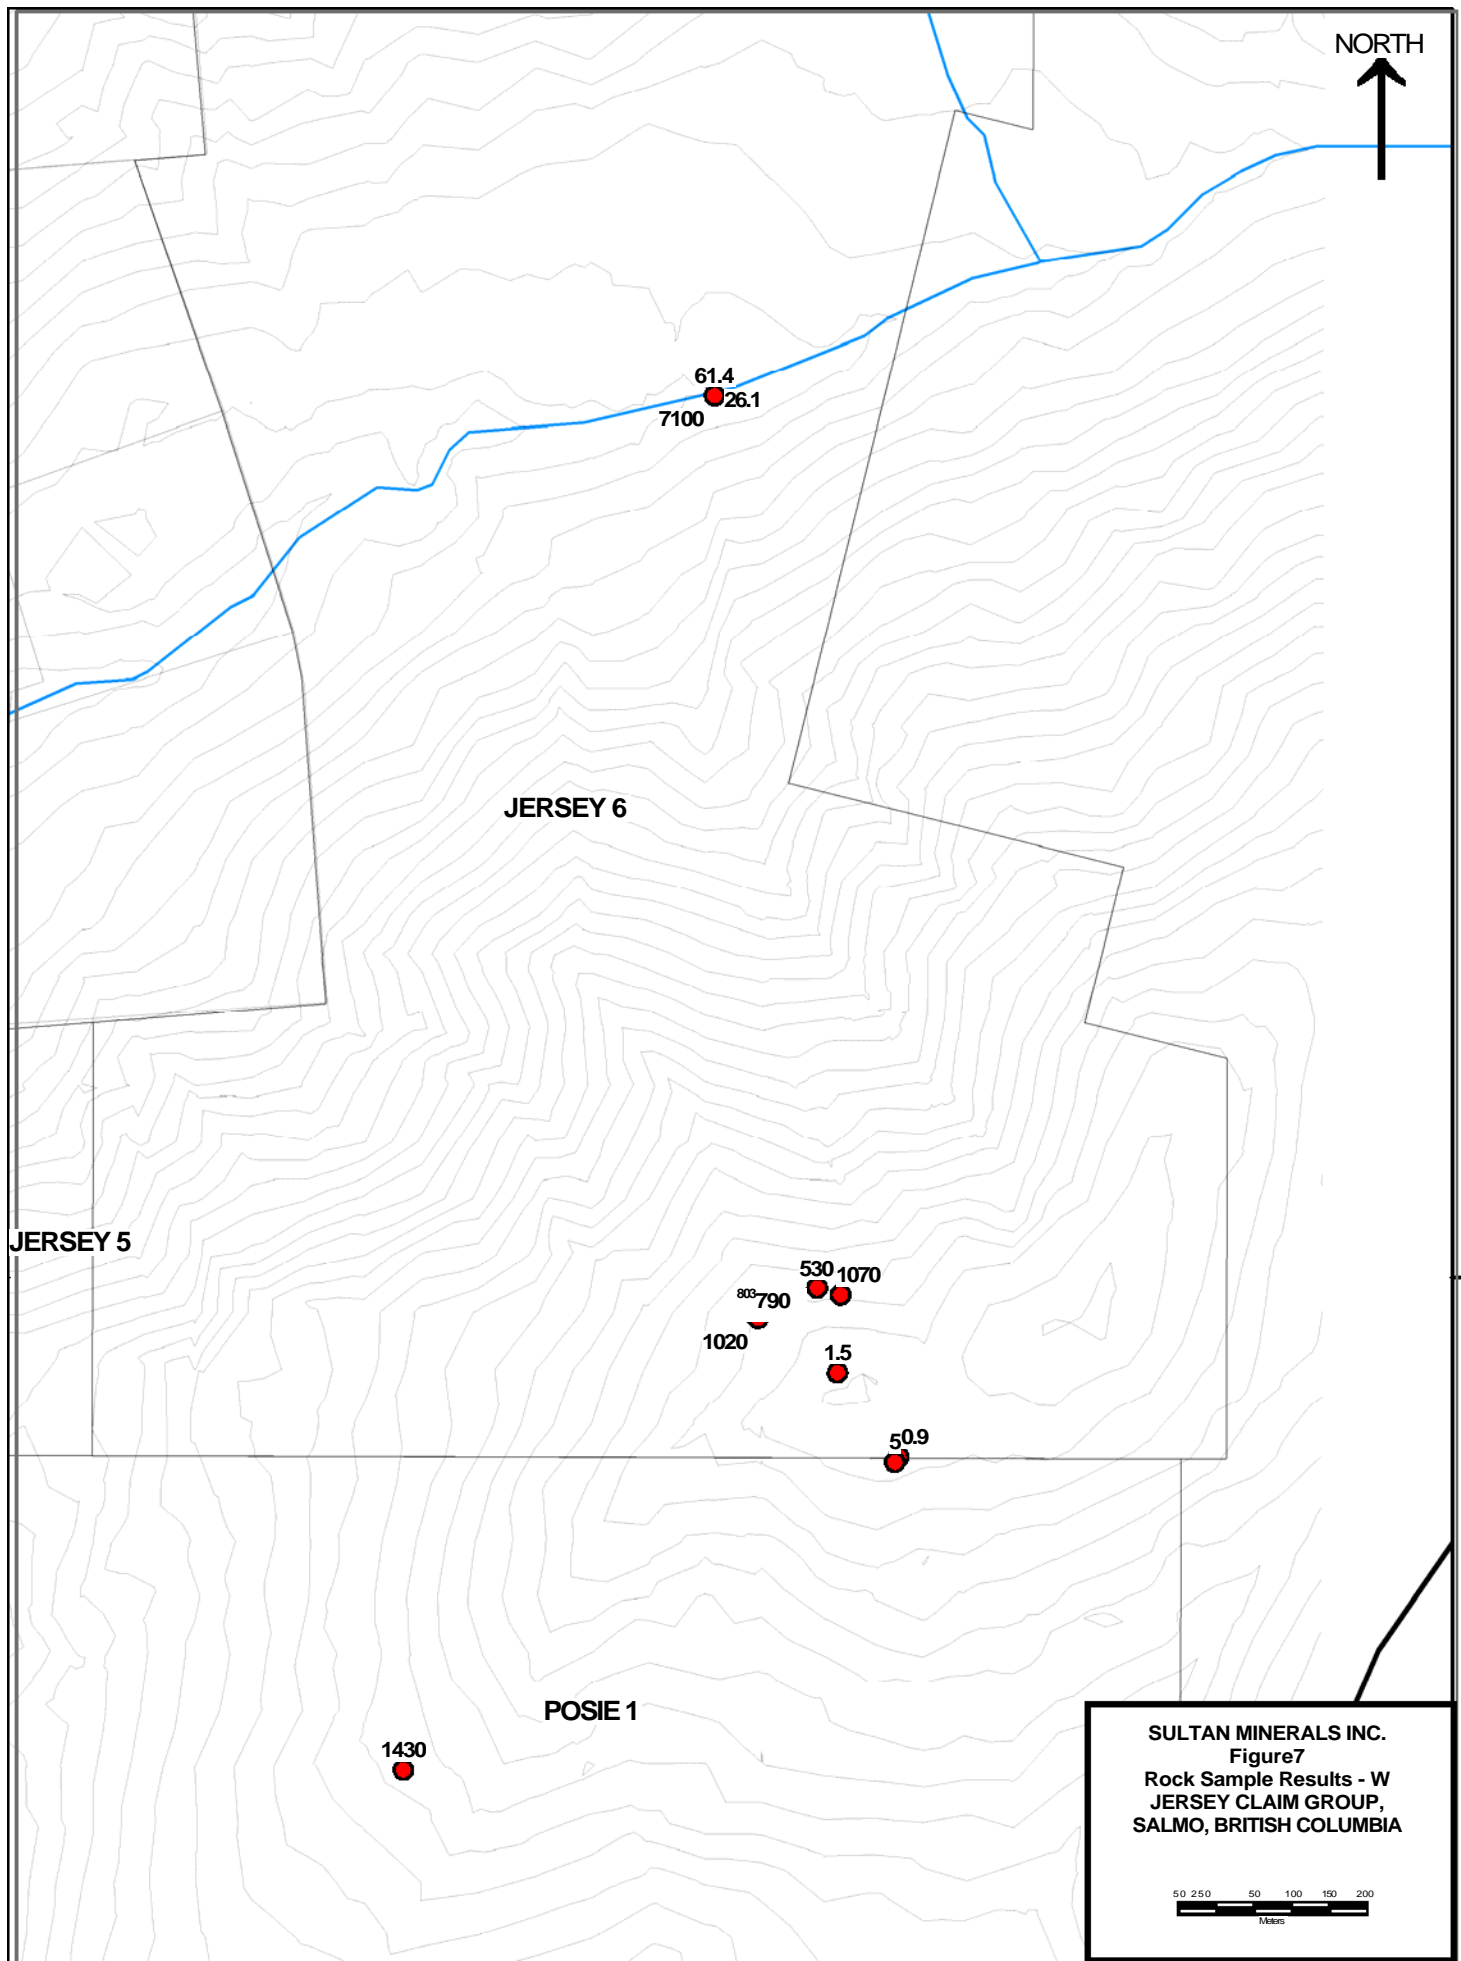 NORTH
61.4
26.1
7100
JERSEY 6
JERSEY 5
530
1070
803
790
1020
1.5
5
0.9
POSIE 1
1430
SULTAN MINERALS INC.
Figure7
Rock Sample Results - W
JERSEY CLAIM GROUP,
SALMO, BRITISH COLUMBIA
50 250 50 100 150 200
Meters